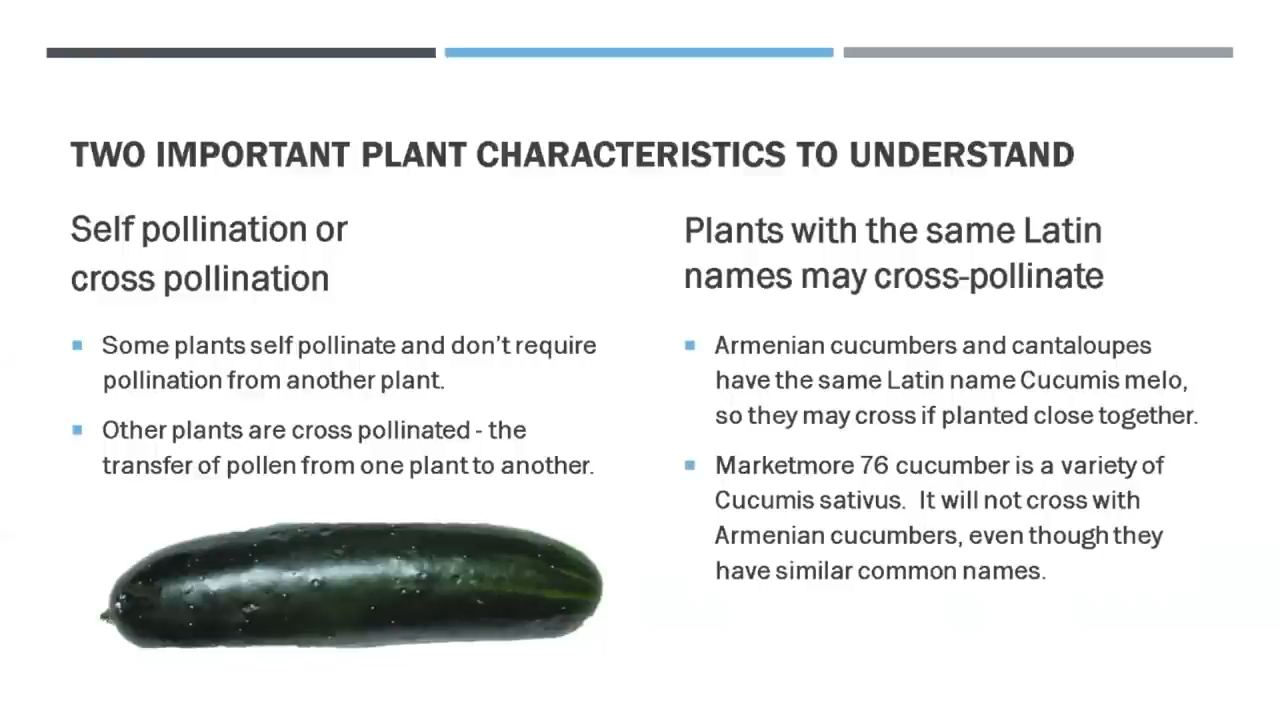 TWO IMPORTANT PLANT CHARACTERISTICS TO UNDERSTAND
Self pollination or
cross pollination
Some plants self pollinate and don't require
pollination from another plant.
Other plants are cross pollinated - the
transfer of pollen from one plant to another.
Plants with the same Latin
names may cross-pollinate
Armenian cucumbers and cantaloupes
have the same Latin name Cucumis melo,
so they may cross if planted close together.
Marketmore 76 cucumber is a variety of
Cucumis sativus. It will not cross with
Armenian cucumbers, even though they
have similar common names.